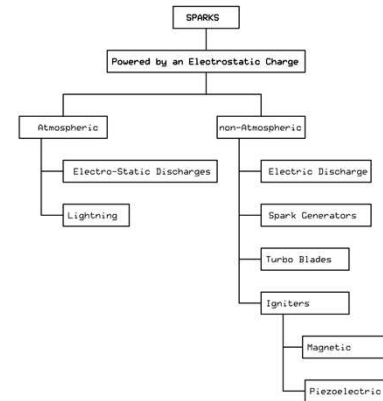 SPARKS
Powered by an Electrostatic Charge
Atmospheric
non-Atmospheric
Electro-Static Discharges
Electric Discharge
Lightning
Spark Generators
Turbo Blades
Igniters
Magnetic
Piezoelectric